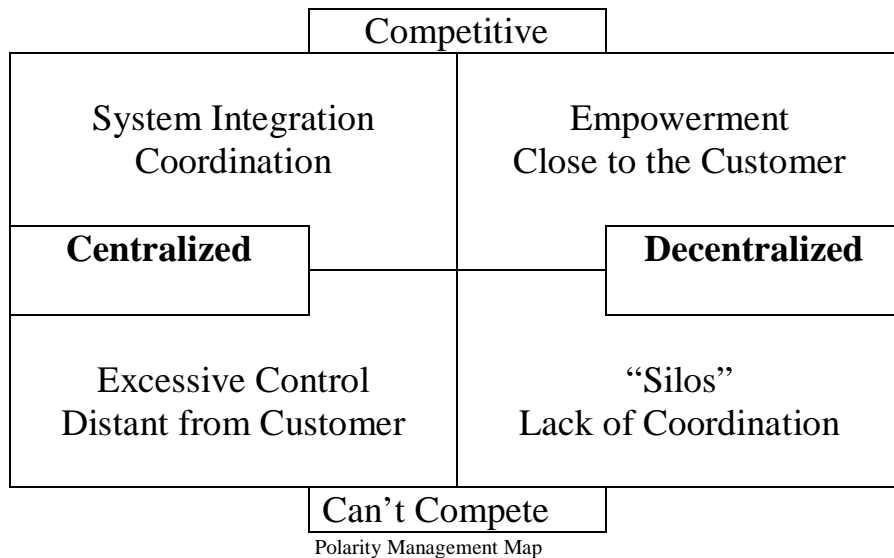 Competitive
System Integration
Coordination
Empowerment
Close to the Customer
Centralized
Decentralized
Excessive Control
Distant from Customer
“Silos”
Lack of Coordination
Can’t Compete
Polarity Management Map